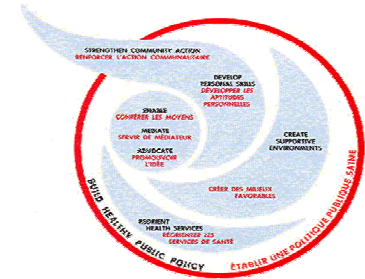 STRENGTHEN COMMUNITY ACTION
RENFORCER L'ACTION COMMUNAUTAIRE
DEVELOP
PERSONAL SKILLS
DÉVELOPPER LES
APTITUDES
PERSONNELLES
ENABLE
CONFÉRER LES MOYENS
MEDIATE
SERVIR DE MÉDIATEUR
ADVOCATE
PROMOUVOIR
L'IDÉE
CREATE
SUPPORTIVE
ENVIRONMENTS
CRÉER DES MILIEUX
FAVORABLES
REORIENT
HEALTH SERVICES
RÉORIENTER LES
SERVICES DE SANTÉ
BUILD HEALTHY PUBLIC POLICY
ÉTABLIR UNE POLITIQUE PUBLIQUE SAINE